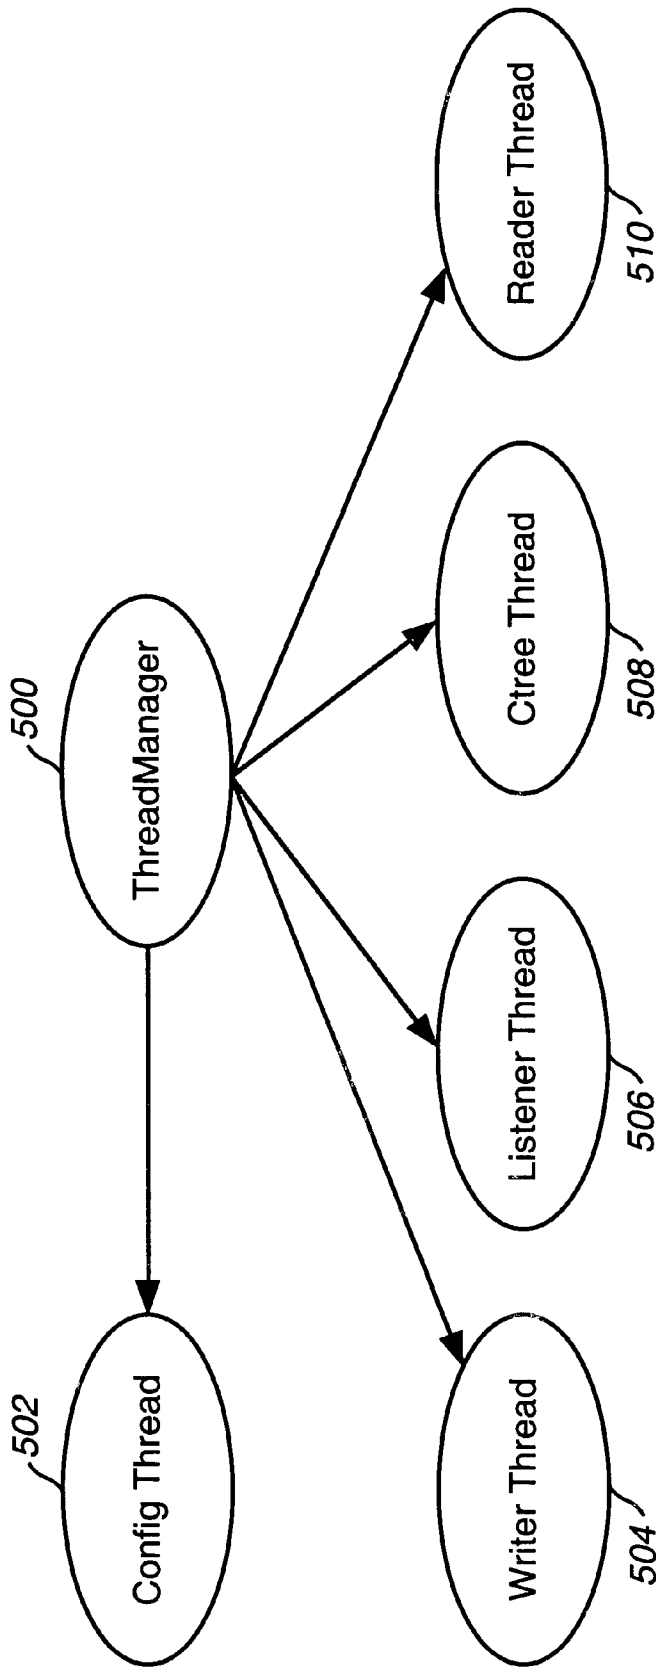 502
Config Thread
500
ThreadManager
Writer Thread
504
Listener Thread
506
Ctree Thread
508
Reader Thread
510